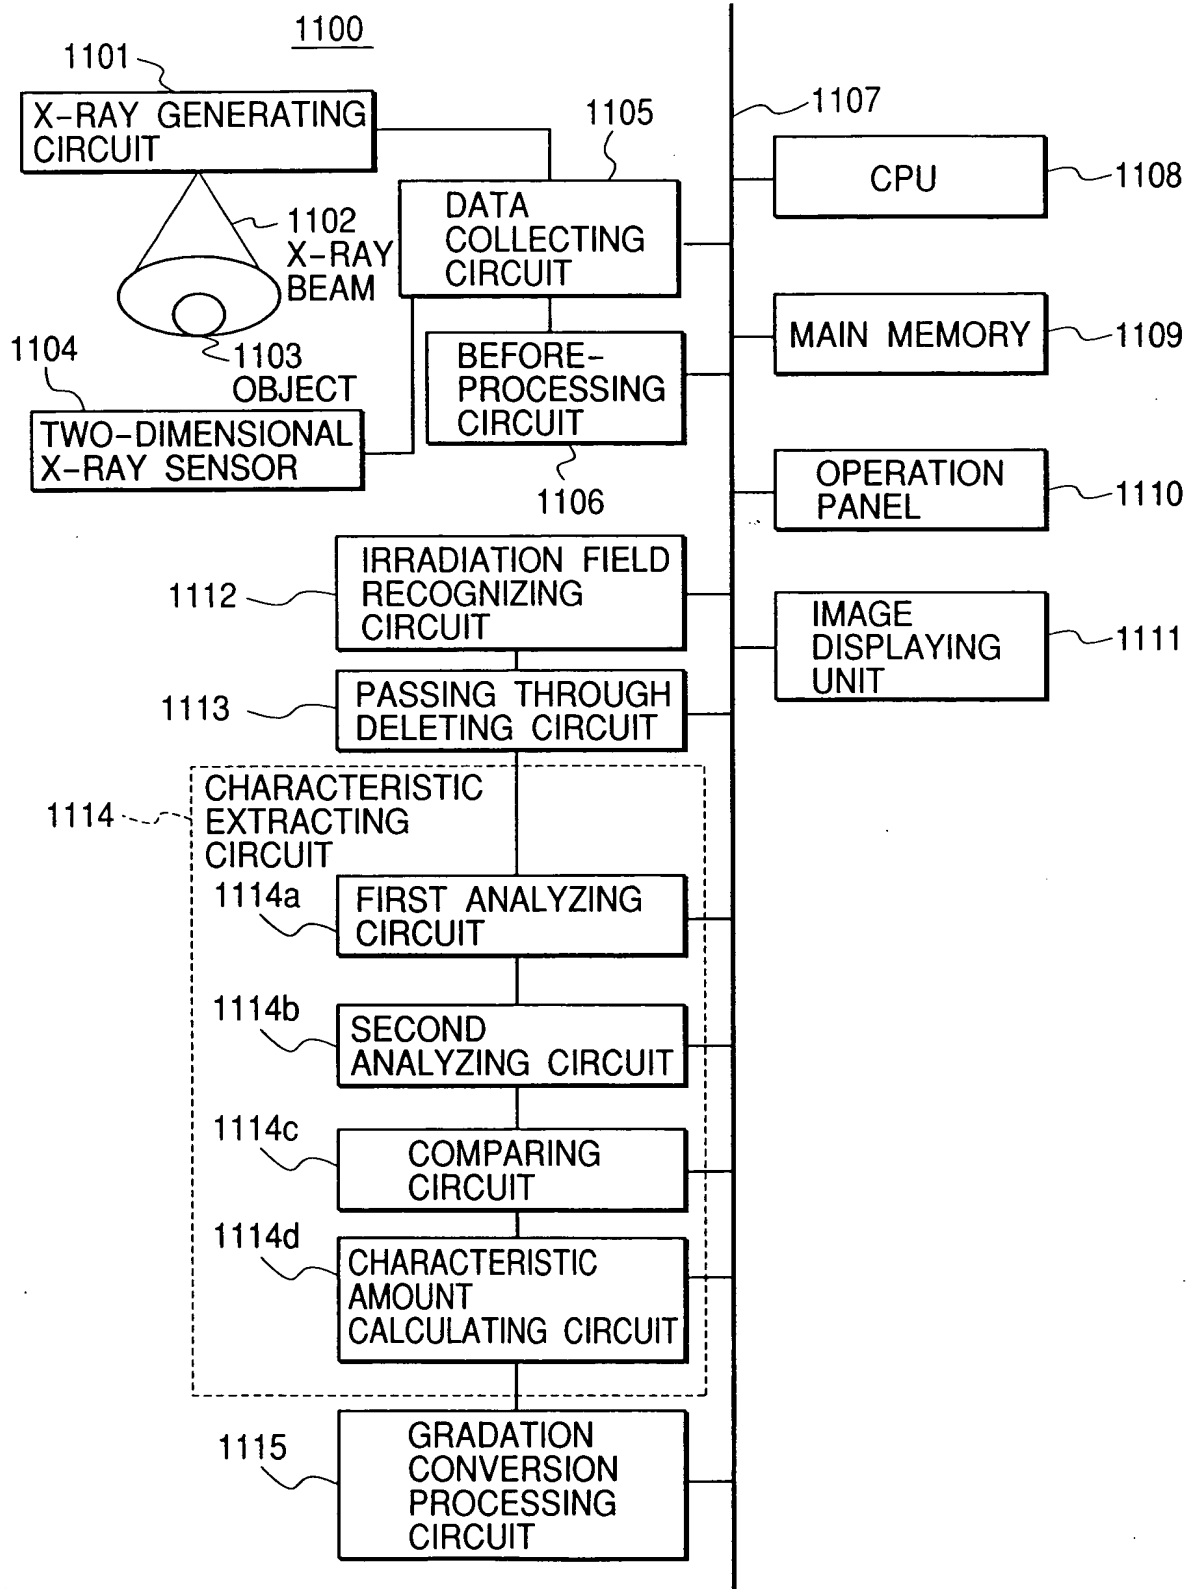 1100
1101
X-RAY GENERATING
CIRCUIT
1102
X-RAY
BEAM
1103
OBJECT
1104
TWO-DIMENSIONAL
X-RAY SENSOR
1105
DATA
COLLECTING
CIRCUIT
BEFORE-
PROCESSING
CIRCUIT
1106
1107
CPU
1108
MAIN MEMORY
1109
OPERATION
PANEL
1110
IMAGE
DISPLAYING
UNIT
1111
1112
IRRADIATION FIELD
RECOGNIZING
CIRCUIT
1113
PASSING THROUGH
DELETING CIRCUIT
1114
CHARACTERISTIC
EXTRACTING
CIRCUIT
1114a
FIRST ANALYZING
CIRCUIT
1114b
SECOND
ANALYZING CIRCUIT
1114c
COMPARING
CIRCUIT
1114d
CHARACTERISTIC
AMOUNT
CALCULATING CIRCUIT
1115
GRADATION
CONVERSION
PROCESSING
CIRCUIT